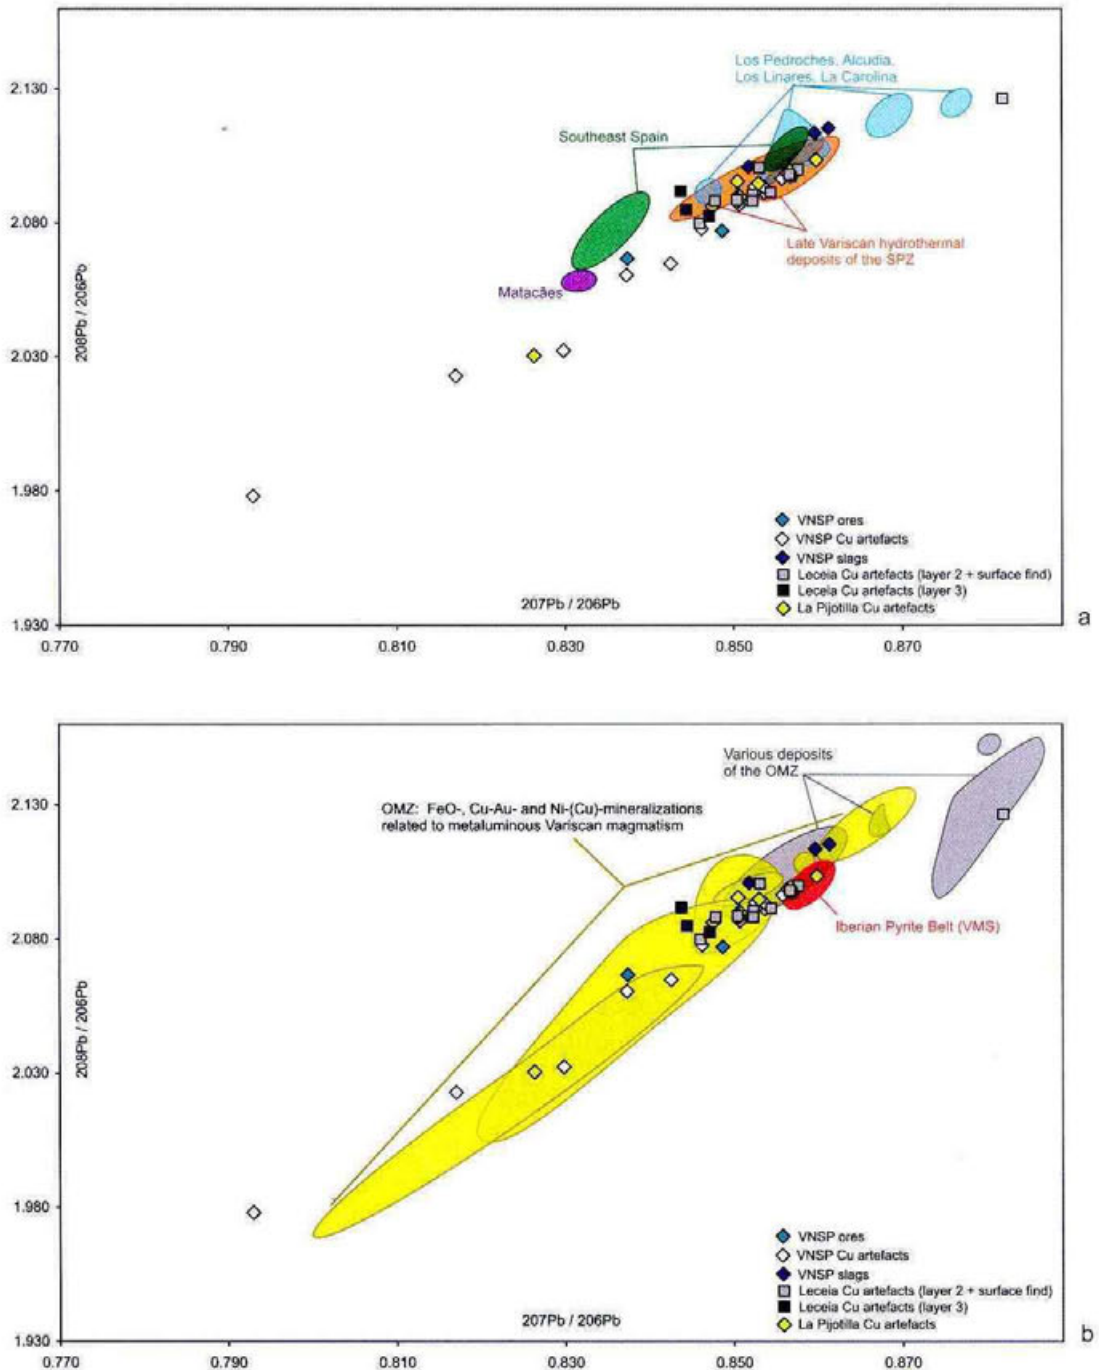 Los Pedroches, Alcudia,
Los Linares, La Carolina
2.130
Southeast Spain
2.080
Late Variscan hydrothermal
deposits of the SPZ
Matacães
208Pb / 206Pb
2.030
1.980
VNSP ores
VNSP Cu artefacts
VNSP slags
Leceia Cu artefacts (layer 2 + surface find)
Leceia Cu artefacts (layer 3)
La Pijotilla Cu artefacts
207Pb / 206Pb
1.930
a
0.770 0.790 0.810 0.830 0.850 0.870
Various deposits
of the OMZ
2.130
OMZ: FeO-, Cu-Au- and Ni-(Cu)-mineralizations
related to metaluminous Variscan magmatism
2.080
Iberian Pyrite Belt (VMS)
208Pb / 206Pb
2.030
1.980
VNSP ores
VNSP Cu artefacts
VNSP slags
Leceia Cu artefacts (layer 2 + surface find)
Leceia Cu artefacts (layer 3)
La Pijotilla Cu artefacts
207Pb / 206Pb
1.930
b
0.770 0.790 0.810 0.830 0.850 0.870